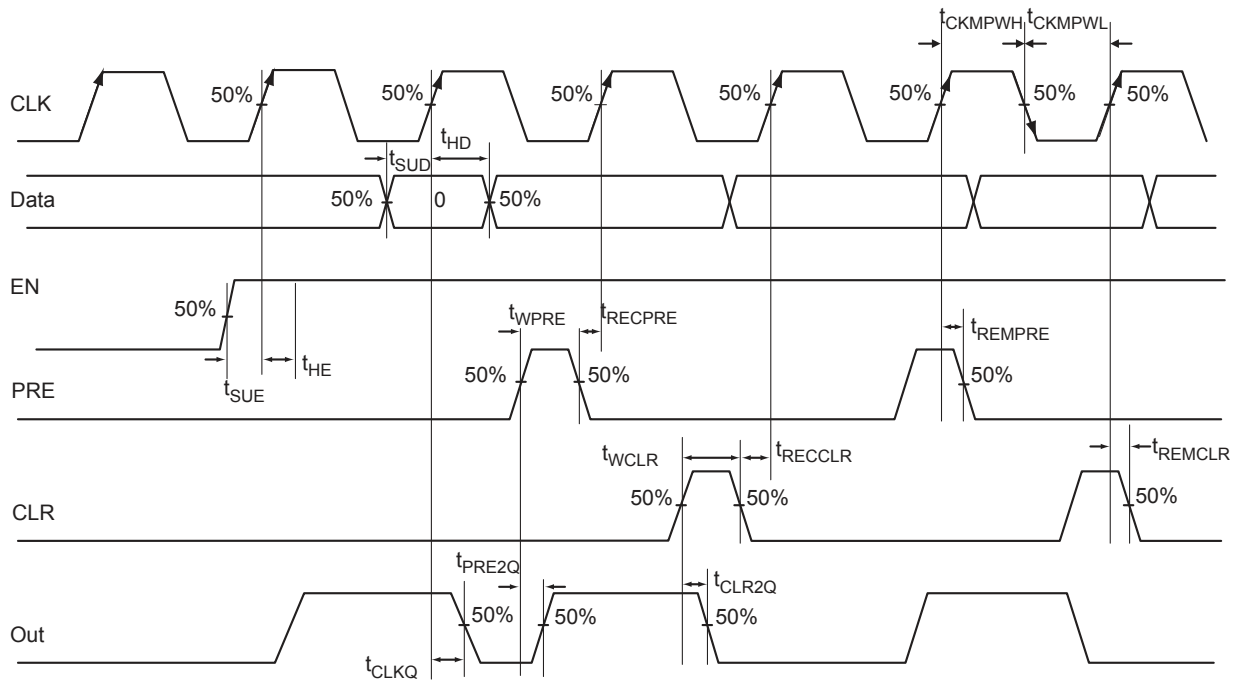 tCKMPWH tCKMPWL
CLK 50% 50% 50% 50% 50% 50% 50%
tSUD tHD
Data 50% 0 50%
EN
50%
tWPRE tRECPRE tREMPRE
tSUE tHE
PRE 50% 50% 50%
tWCLR tRECCLR tREMCLR
CLR 50% 50% 50%
tPRE2Q tCLR2Q
Out 50% 50% 50%
tCLKQ